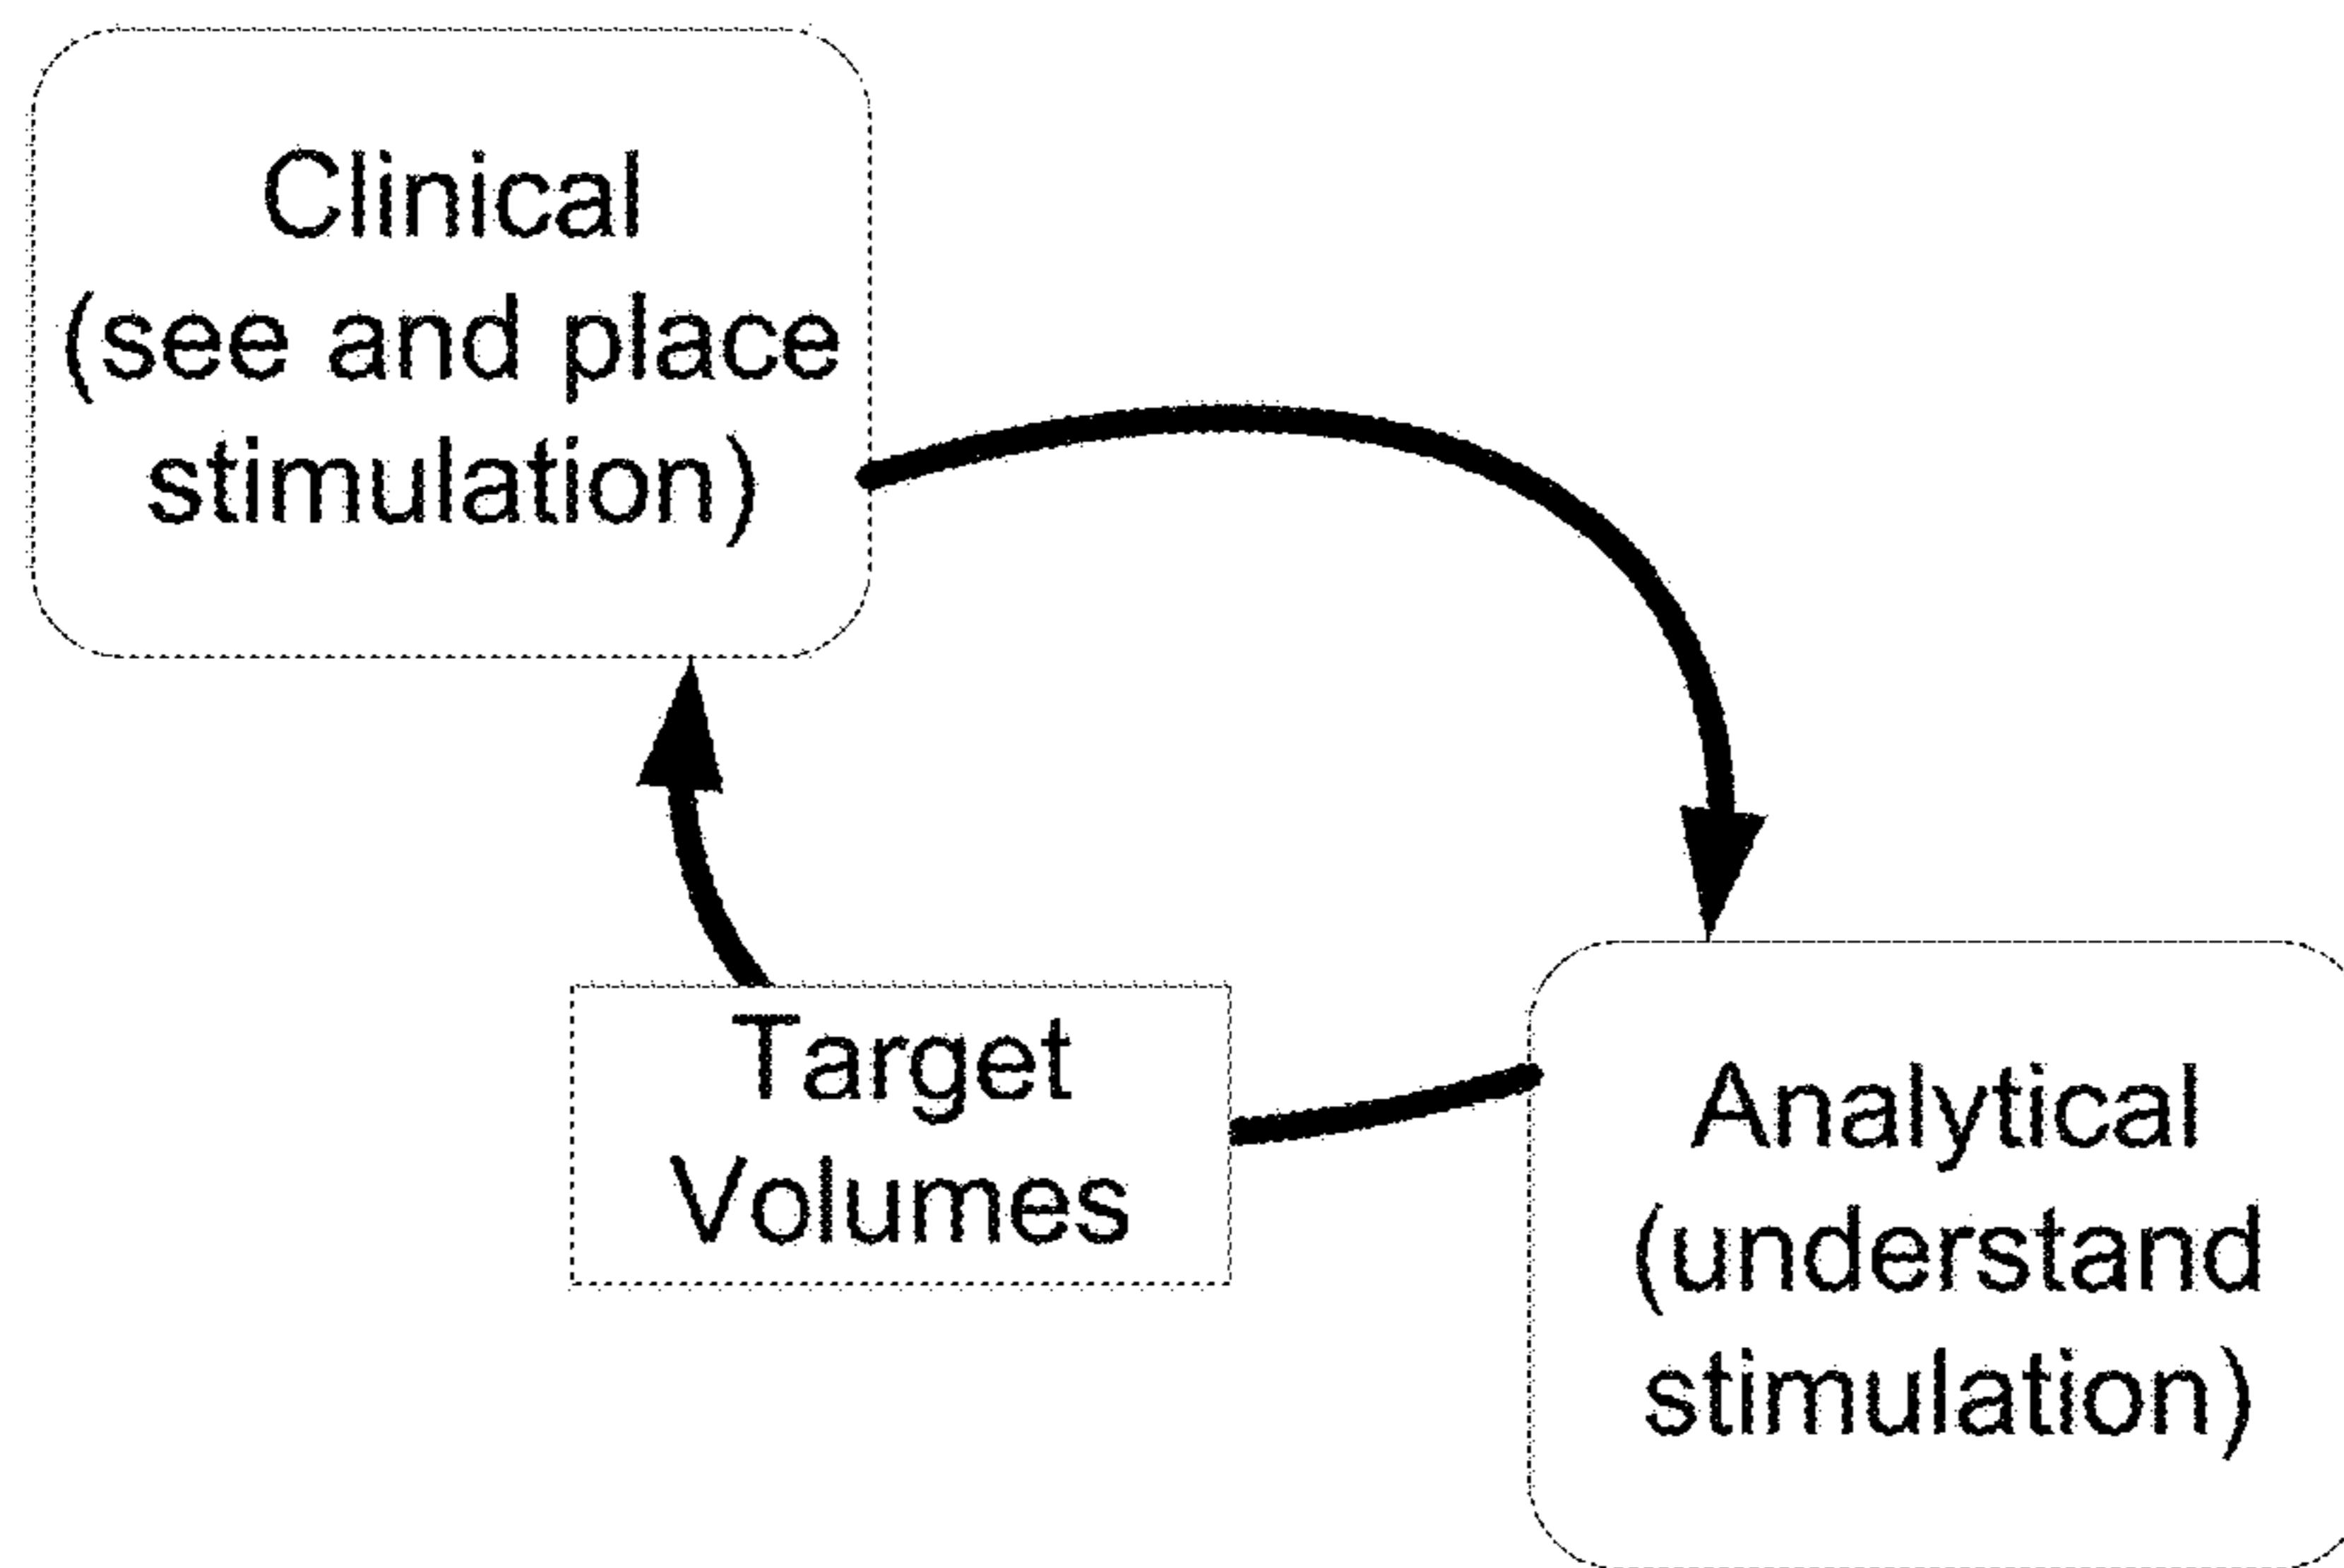 Clinical
(see and place
stimulation)
Target
Volumes
Analytical
(understand
stimulation)